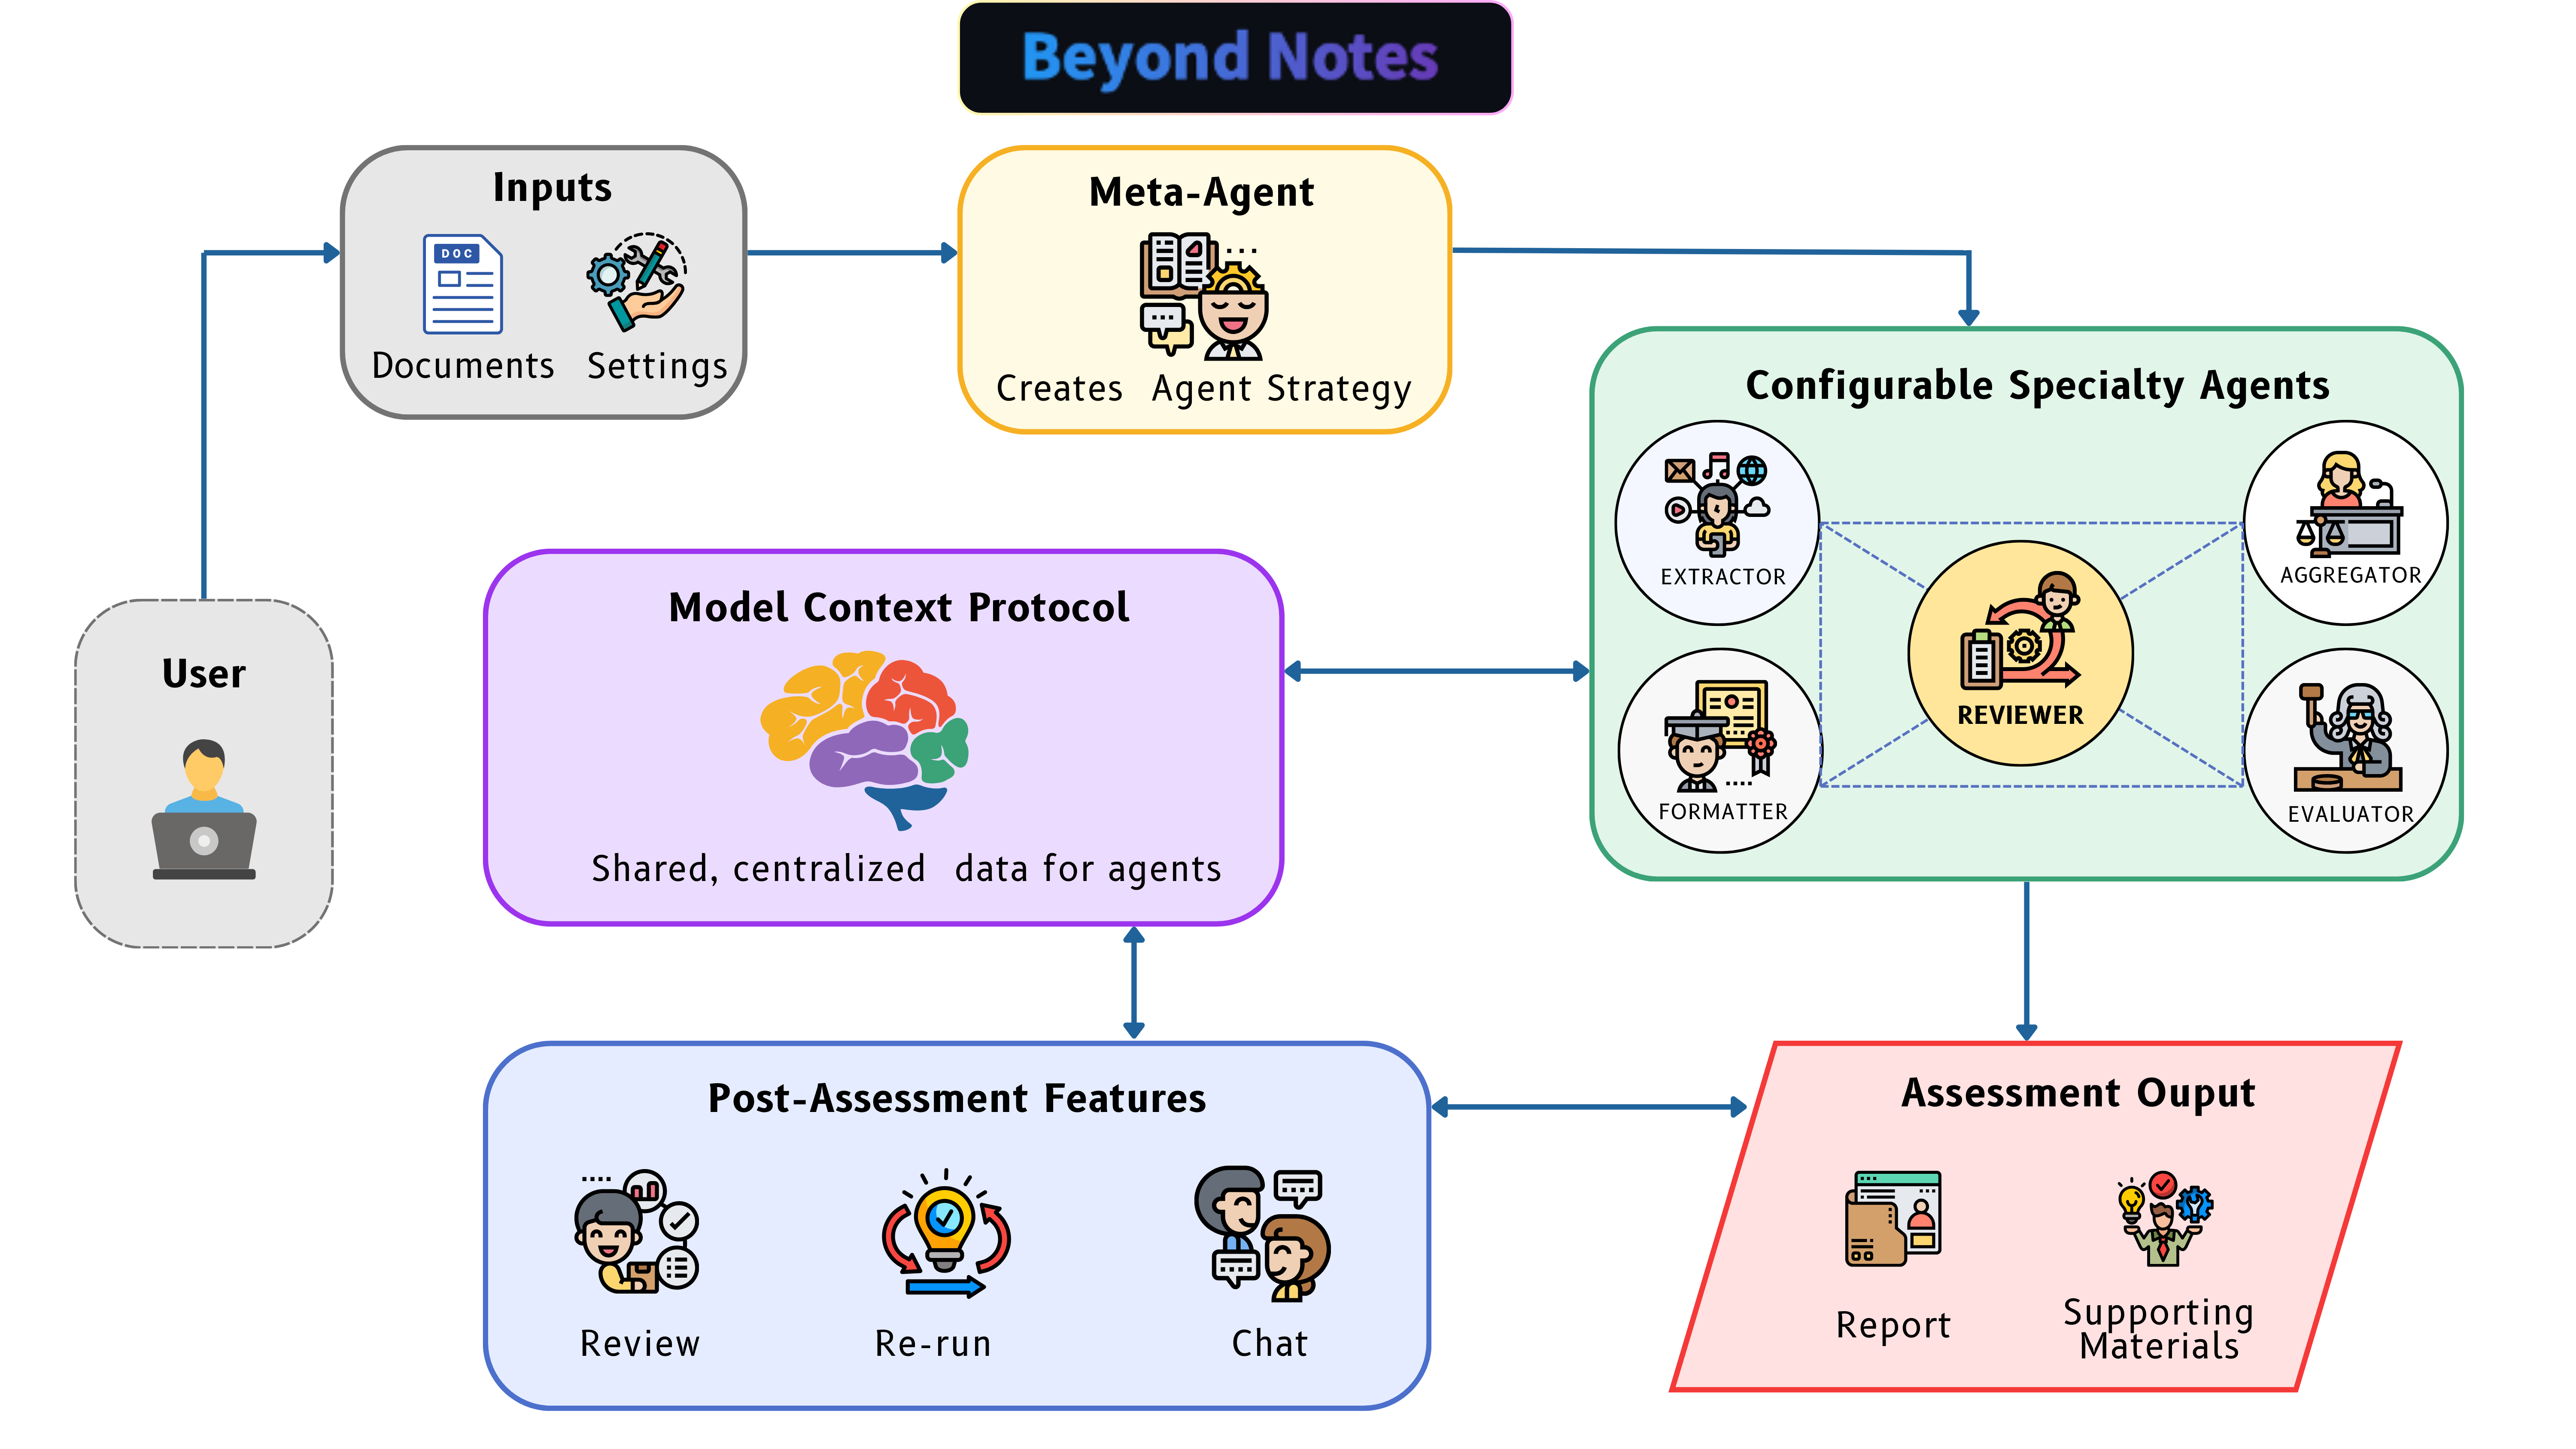 Beyond Notes
Inputs
DOC
Documents Settings
Meta-Agent
Creates Agent Strategy
Configurable Specialty Agents
EXTRACTOR
AGGREGATOR
REVIEWER
FORMATTER
EVALUATOR
User
Model Context Protocol
Shared, centralized data for agents
Post-Assessment Features
Review
Re-run
Chat
Assessment Ouput
Report
Supporting
Materials